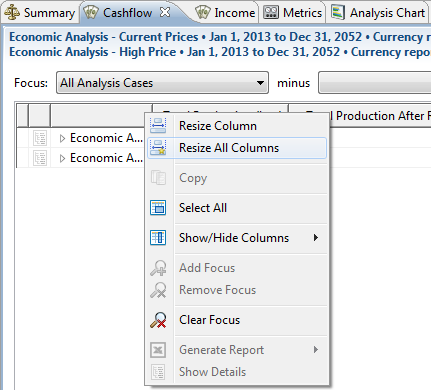 Summary Cashflow Income Metrics Analysis Chart
Economic Analysis - Current Prices • Jan 1, 2013 to Dec 31, 2052 • Currency r
Economic Analysis - High Price • Jan 1, 2013 to Dec 31, 2052 • Currency repo
Focus: All Analysis Cases minus
Total Production After F
Economic A...
Economic A...
Resize Column
Resize All Columns
Copy
Select All
Show/Hide Columns
Add Focus
Remove Focus
Clear Focus
Generate Report
Show Details